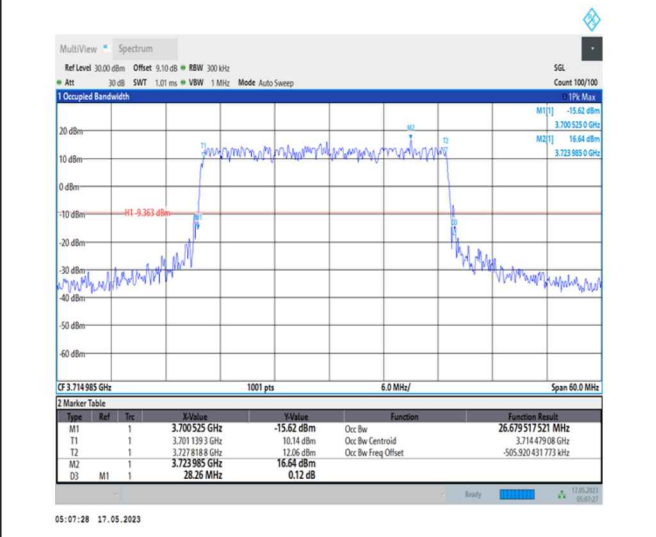 MultiView Spectrum
Ref Level 30.00 dBm Offset 9.10 dB RBW 300 kHz SGL
Att 30 dB SWT 1.01 ms VBW 1 MHz Mode Auto Sweep Count 100/100
1 Occupied Bandwidth 1Pk Max
M1[1] -15.62 dBm
3.700 525 0 GHz
M2[1] 16.64 dBm
3.723 985 0 GHz
M2
20 dBm
T1 T2
10 dBm
0 dBm
-10 dBm H1 -9.363 dBm
-20 dBm
-30 dBm
-40 dBm
-50 dBm
-60 dBm
CF 3.714 985 GHz 1001 pts 6.0 MHz/ Span 60.0 MHz
2 Marker Table
Type Ref Trc X-Value Y-Value Function Function Result
M1 1 3.700 525 GHz -15.62 dBm Occ Bw 26.679 517 521 MHz
T1 1 3.701 139 3 GHz 10.14 dBm Occ Bw Centroid 3.714 479 08 GHz
T2 1 3.727 818 8 GHz 12.06 dBm Occ Bw Freq Offset -505.920 431 773 kHz
M2 1 3.723 985 GHz 16.64 dBm
D3 M1 1 28.26 MHz 0.12 dB
Ready 17.05.2023
05:07:27
05:07:28 17.05.2023